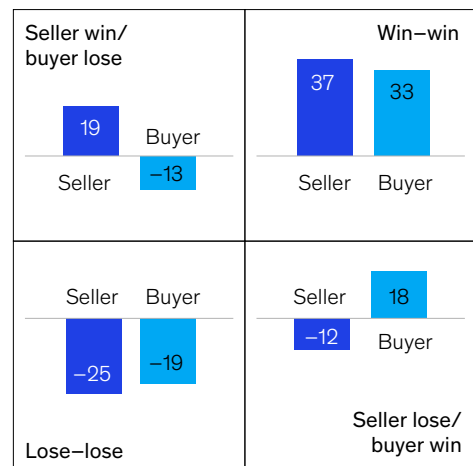 Seller win/
buyer lose
19
Buyer
Seller
−13
Win–win
37
33
Seller
Buyer
Seller
Buyer
−25
−19
Lose–lose
Seller
18
−12
Buyer
Seller lose/
buyer win